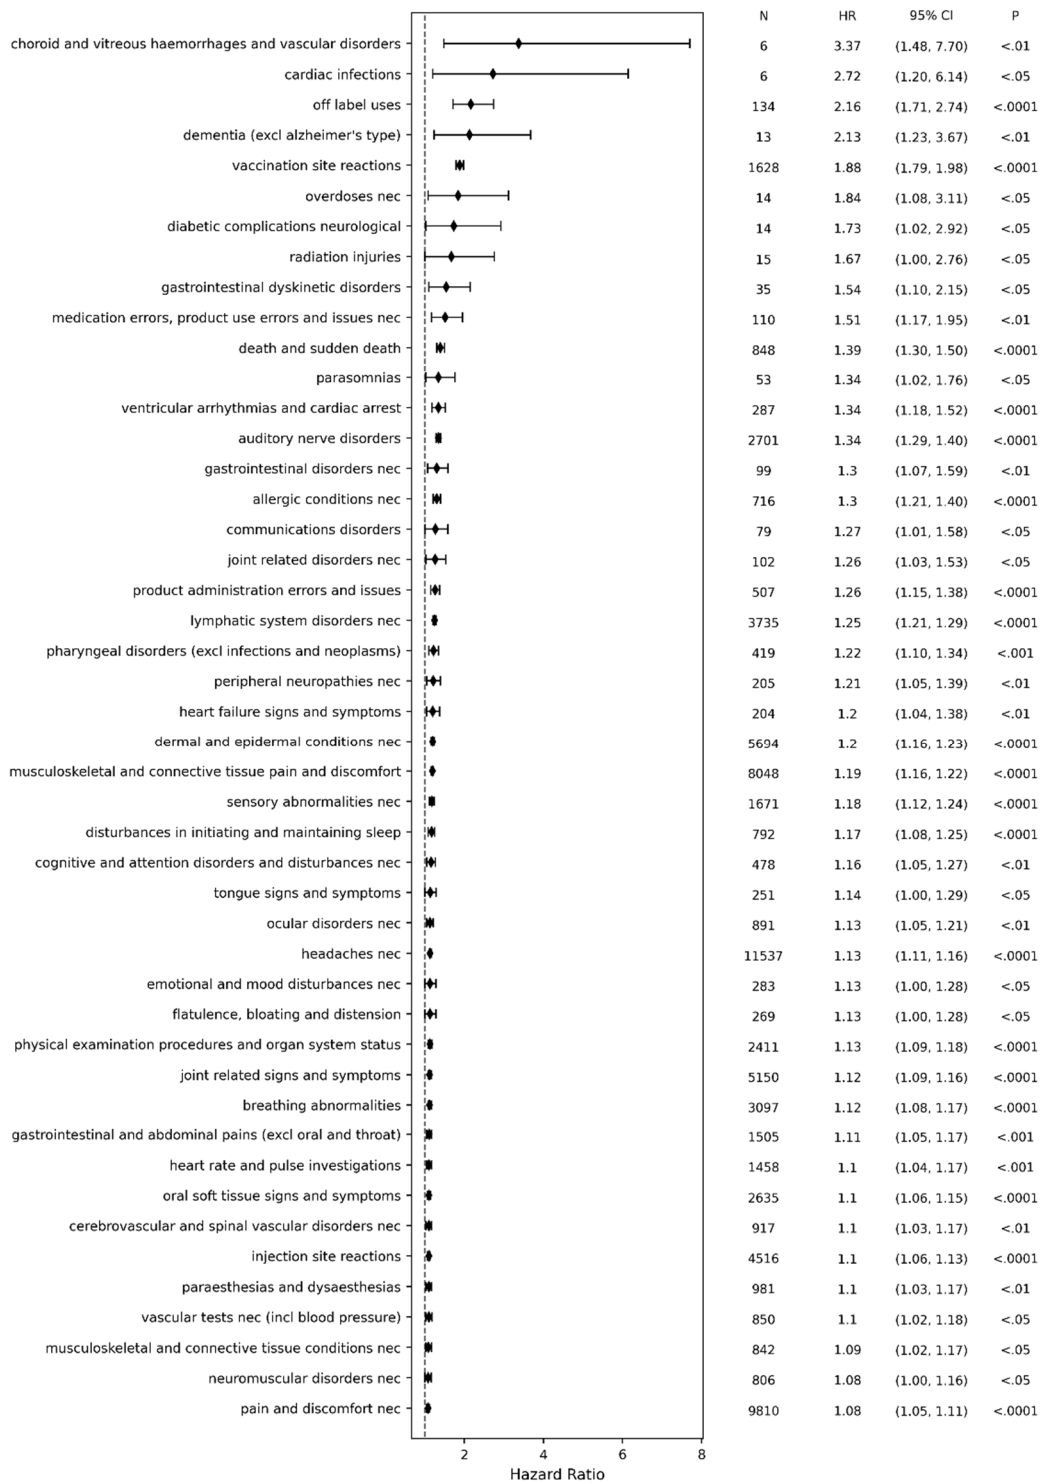 N HR 95% CI P
choroid and vitreous haemorrhages and vascular disorders 6 3.37 (1.48, 7.70) <.01
cardiac infections 6 2.72 (1.20, 6.14) <.05
off label uses 134 2.16 (1.71, 2.74) <.0001
dementia (excl alzheimer's type) 13 2.13 (1.23, 3.67) <.01
vaccination site reactions 1628 1.88 (1.79, 1.98) <.0001
overdoses nec 14 1.84 (1.08, 3.11) <.05
diabetic complications neurological 14 1.73 (1.02, 2.92) <.05
radiation injuries 15 1.67 (1.00, 2.76) <.05
gastrointestinal dyskinetic disorders 35 1.54 (1.10, 2.15) <.05
medication errors, product use errors and issues nec 110 1.51 (1.17, 1.95) <.01
death and sudden death 848 1.39 (1.30, 1.50) <.0001
parasomnias 53 1.34 (1.02, 1.76) <.05
ventricular arrhythmias and cardiac arrest 287 1.34 (1.18, 1.52) <.0001
auditory nerve disorders 2701 1.34 (1.29, 1.40) <.0001
gastrointestinal disorders nec 99 1.3 (1.07, 1.59) <.01
allergic conditions nec 716 1.3 (1.21, 1.40) <.0001
communications disorders 79 1.27 (1.01, 1.58) <.05
joint related disorders nec 102 1.26 (1.03, 1.53) <.05
product administration errors and issues 507 1.26 (1.15, 1.38) <.0001
lymphatic system disorders nec 3735 1.25 (1.21, 1.29) <.0001
pharyngeal disorders (excl infections and neoplasms) 419 1.22 (1.10, 1.34) <.001
peripheral neuropathies nec 205 1.21 (1.05, 1.39) <.01
heart failure signs and symptoms 204 1.2 (1.04, 1.38) <.01
dermal and epidermal conditions nec 5694 1.2 (1.16, 1.23) <.0001
musculoskeletal and connective tissue pain and discomfort 8048 1.19 (1.16, 1.22) <.0001
sensory abnormalities nec 1671 1.18 (1.12, 1.24) <.0001
disturbances in initiating and maintaining sleep 792 1.17 (1.08, 1.25) <.0001
cognitive and attention disorders and disturbances nec 478 1.16 (1.05, 1.27) <.01
tongue signs and symptoms 251 1.14 (1.00, 1.29) <.05
ocular disorders nec 891 1.13 (1.05, 1.21) <.01
headaches nec 11537 1.13 (1.11, 1.16) <.0001
emotional and mood disturbances nec 283 1.13 (1.00, 1.28) <.05
flatulence, bloating and distension 269 1.13 (1.00, 1.28) <.05
physical examination procedures and organ system status 2411 1.13 (1.09, 1.18) <.0001
joint related signs and symptoms 5150 1.12 (1.09, 1.16) <.0001
breathing abnormalities 3097 1.12 (1.08, 1.17) <.0001
gastrointestinal and abdominal pains (excl oral and throat) 1505 1.11 (1.05, 1.17) <.001
heart rate and pulse investigations 1458 1.1 (1.04, 1.17) <.001
oral soft tissue signs and symptoms 2635 1.1 (1.06, 1.15) <.0001
cerebrovascular and spinal vascular disorders nec 917 1.1 (1.03, 1.17) <.01
injection site reactions 4516 1.1 (1.06, 1.13) <.0001
paraesthesias and dysaesthesias 981 1.1 (1.03, 1.17) <.01
vascular tests nec (incl blood pressure) 850 1.1 (1.02, 1.18) <.05
musculoskeletal and connective tissue conditions nec 842 1.09 (1.02, 1.17) <.05
neuromuscular disorders nec 806 1.08 (1.00, 1.16) <.05
pain and discomfort nec 9810 1.08 (1.05, 1.11) <.0001
2 4 6 8
Hazard Ratio